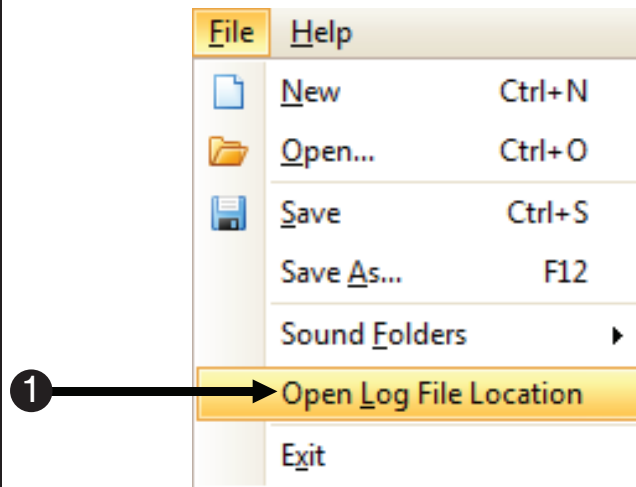 File Help
New Ctrl+N
Open... Ctrl+O
Save Ctrl+S
Save As... F12
Sound Folders
1 Open Log File Location
Exit